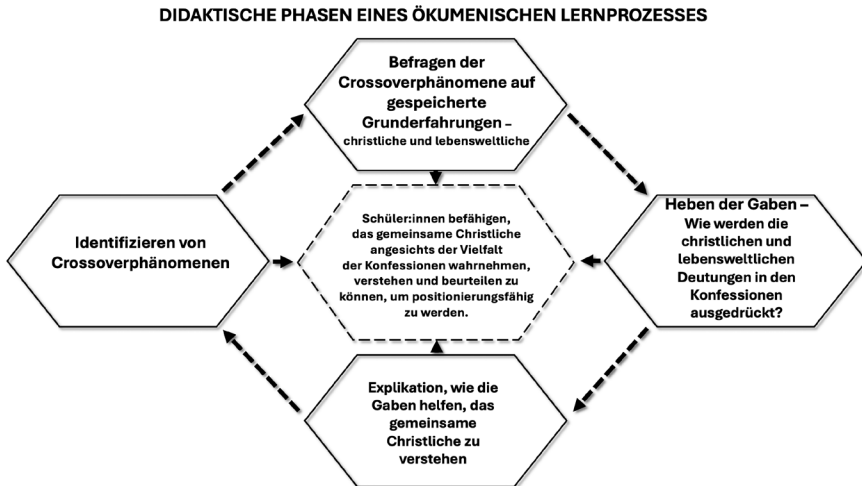 DIDAKTISCHE PHASEN EINES ÖKUMENISCHEN LERNPROZESSES
Befragen der
Crossoverphänomene auf
gespeicherte
Grunderfahrungen –
christliche und lebensweltliche
Identifizieren von
Crossoverphänomenen
Schüler:innen befähigen,
das gemeinsame Christliche
angesichts der Vielfalt
der Konfessionen wahrnehmen,
verstehen und beurteilen zu
können, um positionierungsfähig
zu werden.
Heben der Gaben –
Wie werden die
christlichen und
lebensweltlichen
Deutungen in den
Konfessionen
ausgedrückt?
Explikation, wie die
Gaben helfen, das
gemeinsame
Christliche zu
verstehen